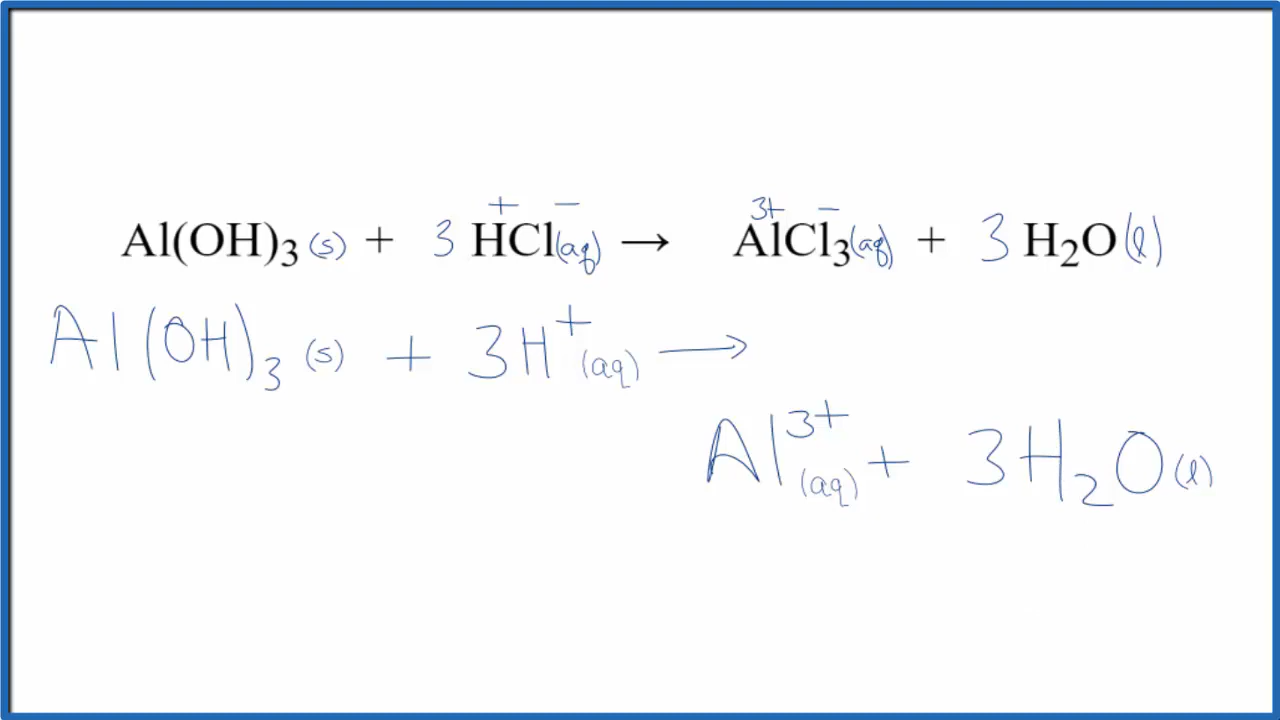 + − 3+ −
Al(OH)₃(s) + 3 HCl(aq) → AlCl₃(aq) + 3 H₂O(l)
Al(OH)₃(s) + 3H⁺(aq) →
Al³⁺(aq) + 3H₂O(l)